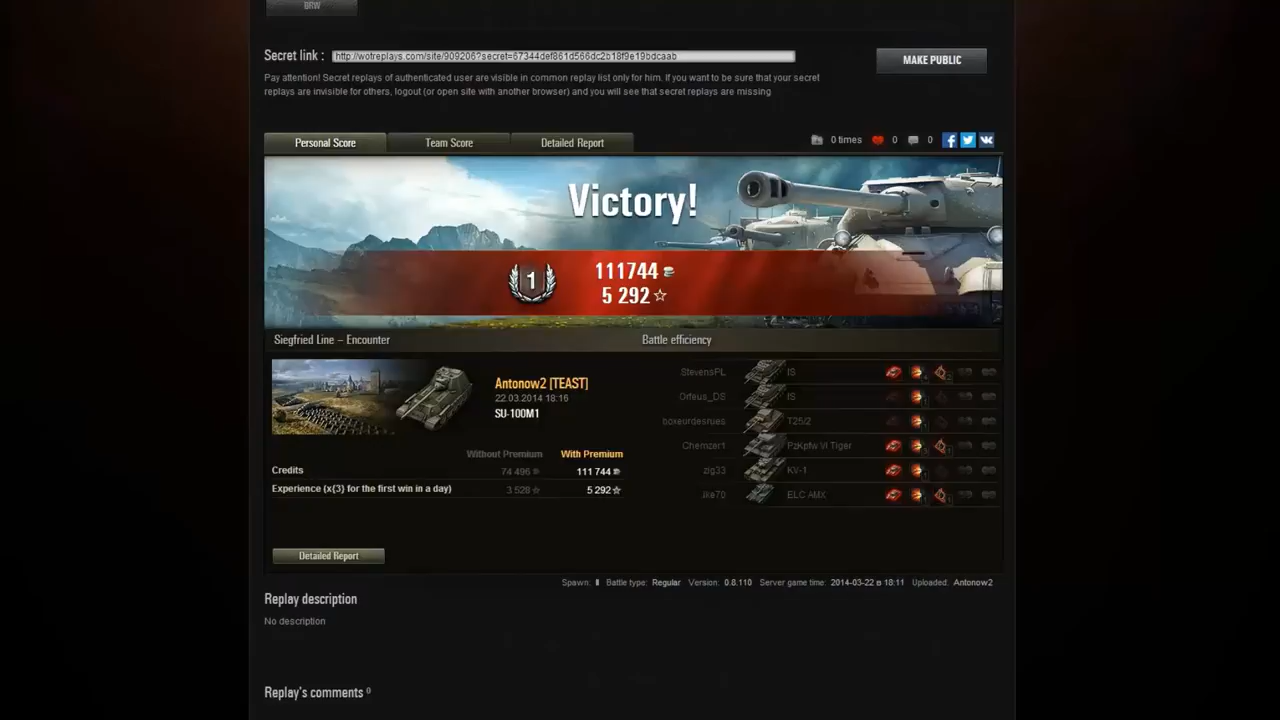 BRW
Secret link : http://wotreplays.com/site/909206?secret=67344def861d566dc2b18f9e19bdcaab
MAKE PUBLIC
Pay attention! Secret replays of authenticated user are visible in common replay list only for him. If you want to be sure that your secret
replays are invisible for others, logout (or open site with another browser) and you will see that secret replays are missing
Personal Score Team Score Detailed Report 0 times 0 0
Victory!
1
111744
5 292
Siegfried Line – Encounter Battle efficiency
Antonow2 [TEAST]
22.03.2014 18:16
SU-100M1
StevensPL IS
Orfeus_DS IS
boxeurdesrues T25/2
Chemzer1 PzKpfw VI Tiger
zig33 KV-1
ike70 ELC AMX
Without Premium With Premium
Credits 74 496 111 744
Experience (x{3} for the first win in a day) 3 528 5 292
Detailed Report
Spawn: II Battle type: Regular Version: 0.8.110 Server game time: 2014-03-22 в 18:11 Uploaded: Antonow2
Replay description
No description
Replay's comments 0